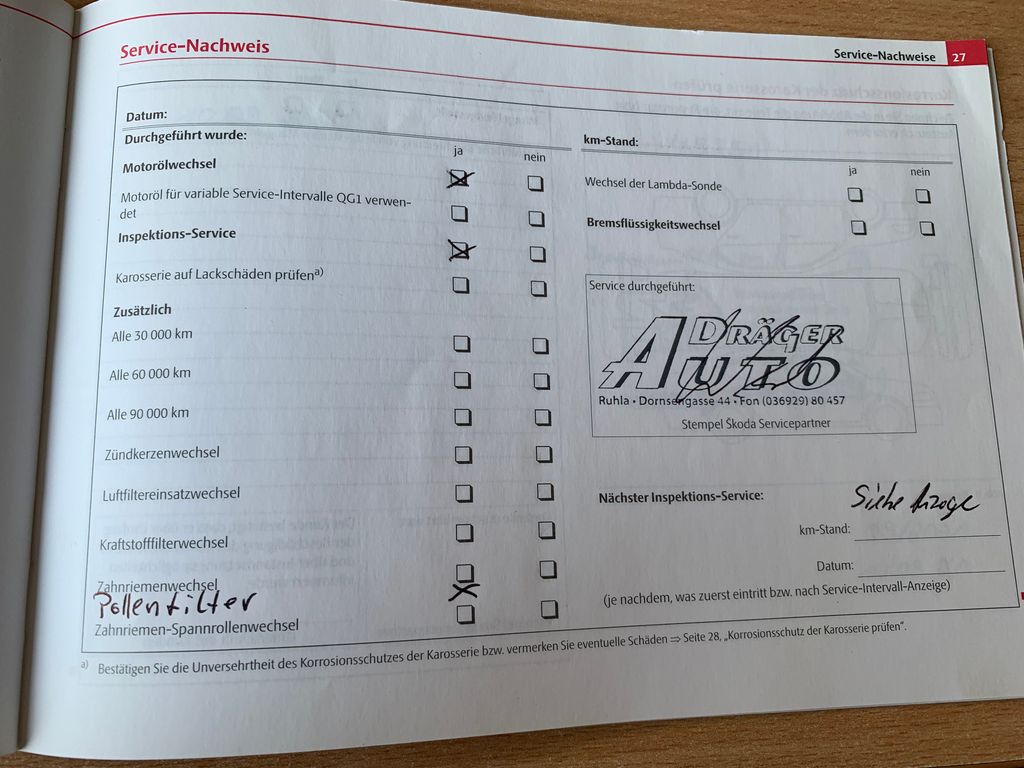 Service-Nachweis
Service-Nachweise 27
Datum:
Durchgeführt wurde:
ja nein
Motorölwechsel
Motoröl für variable Service-Intervalle QG1 verwen-
det
Inspektions-Service
Karosserie auf Lackschäden prüfen a)
Zusätzlich
Alle 30 000 km
Alle 60 000 km
Alle 90 000 km
Zündkerzenwechsel
Luftfiltereinsatzwechsel
Kraftstofffilterwechsel
Zahnriemenwechsel
Pollenfilter
Zahnriemen-Spannrollenwechsel
km-Stand:
ja nein
Wechsel der Lambda-Sonde
Bremsflüssigkeitswechsel
Service durchgeführt:
DRÄGER
AUTO
Ruhla • Dornsengasse 44 • Fon (036929) 80 457
Stempel Škoda Servicepartner
Nächster Inspektions-Service:
Siehe
km-Stand:
Datum:
(je nachdem, was zuerst eintritt bzw. nach Service-Intervall-Anzeige)
a) Bestätigen Sie die Unversehrtheit des Korrosionsschutzes der Karosserie bzw. vermerken Sie eventuelle Schäden ⇒ Seite 28, „Korrosionsschutz der Karosserie prüfen“.